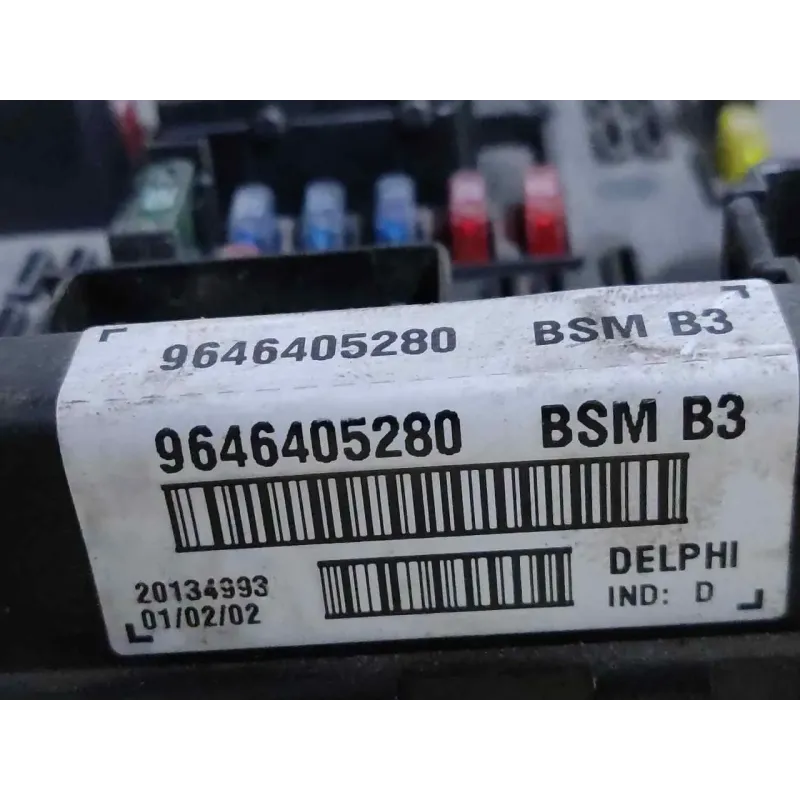 9646405280 BSM B3
9646405280 BSM B3
20134993
01/02/02
DELPHI
IND: D